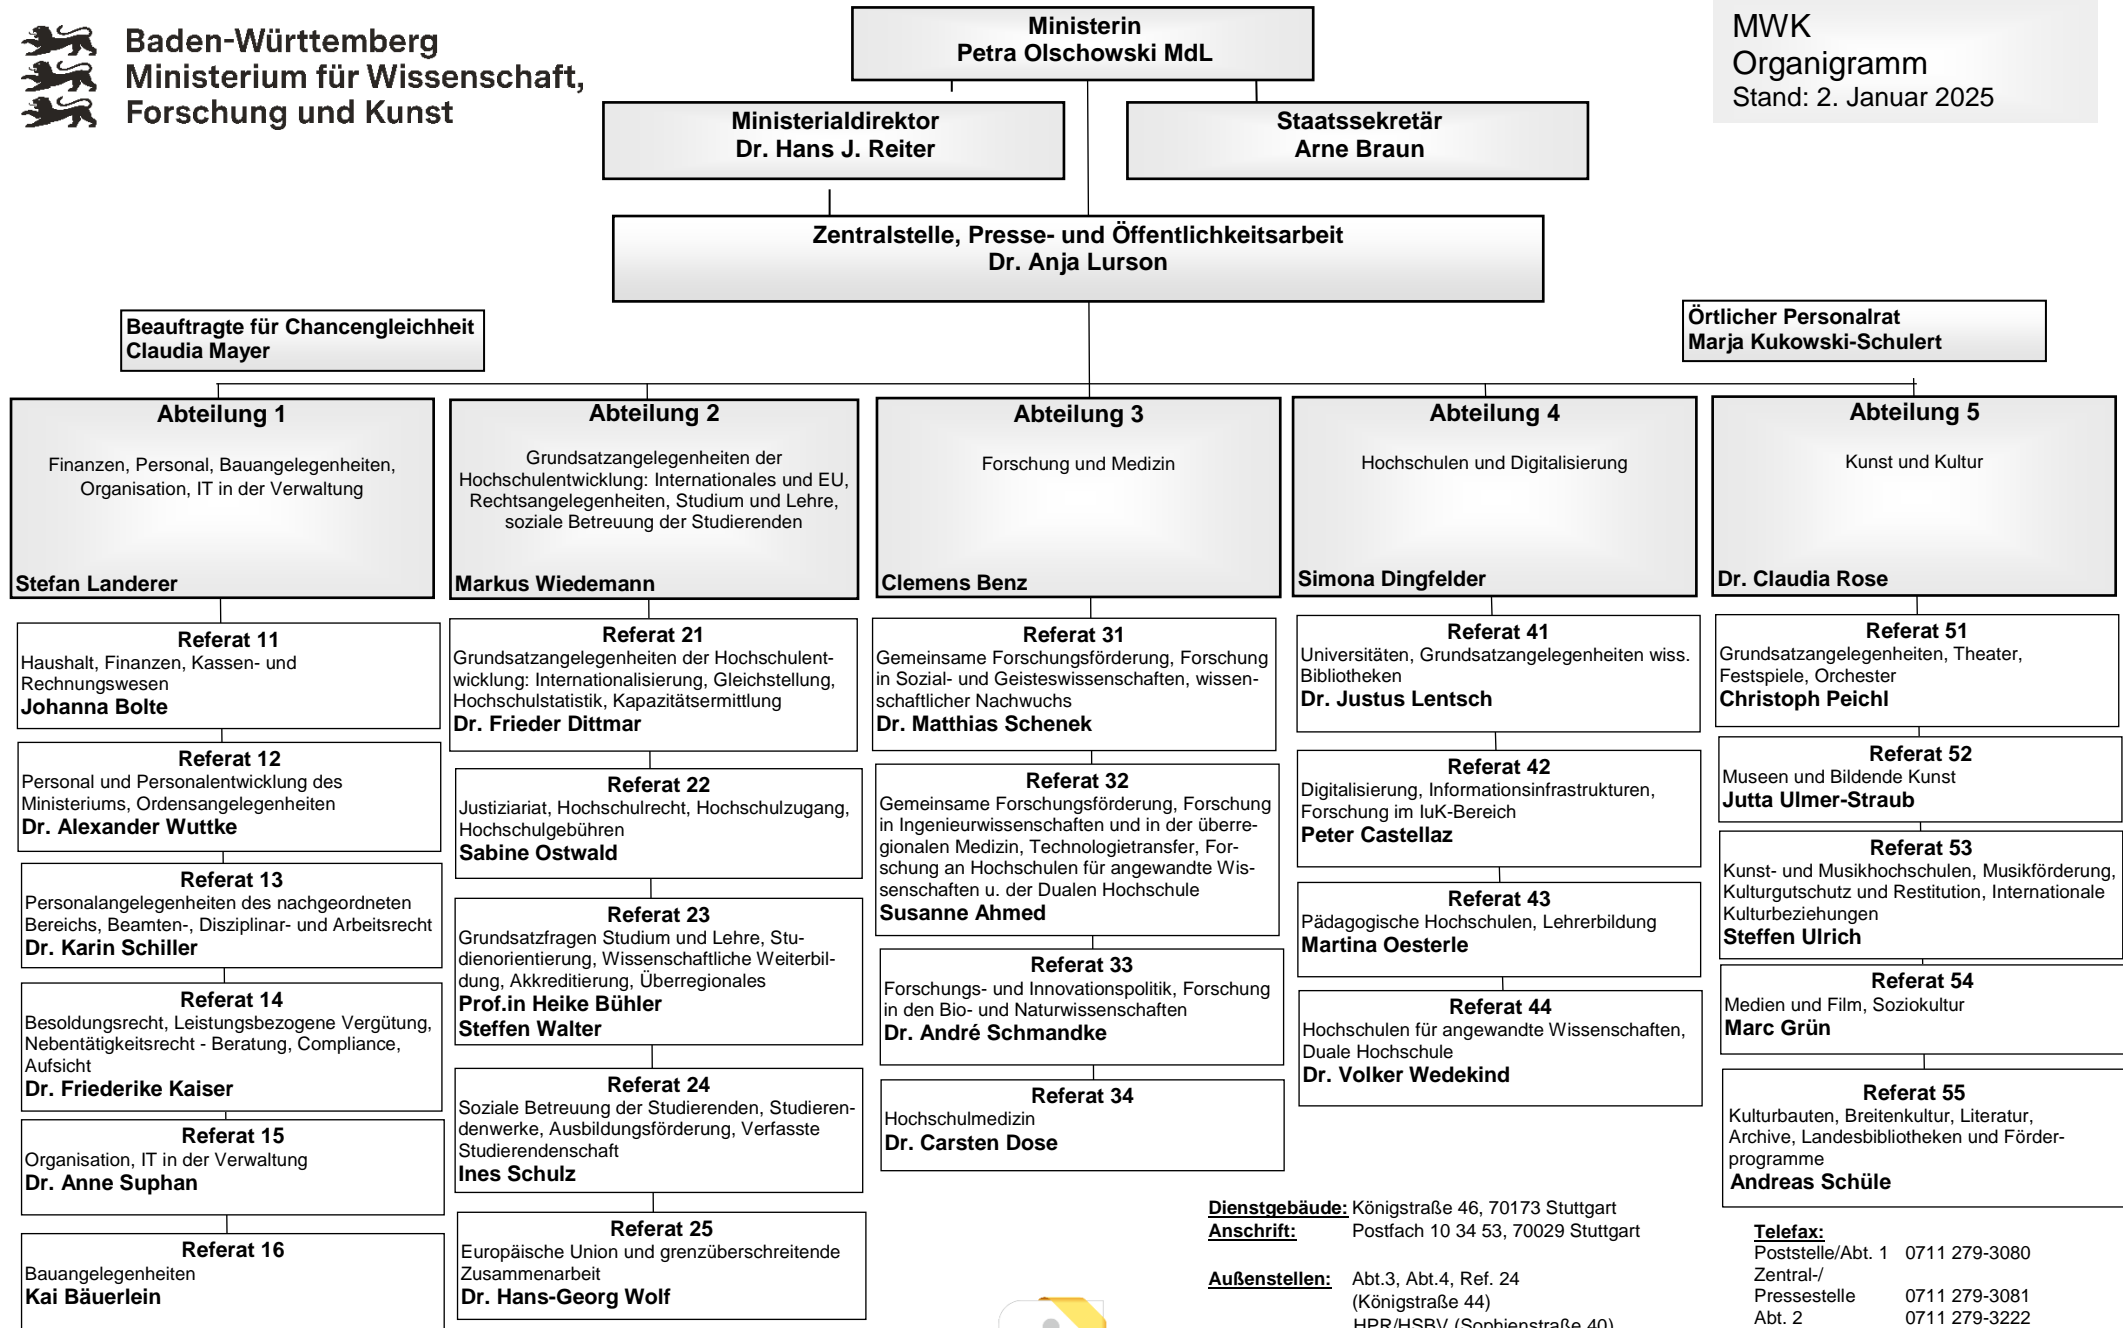 Baden-Württemberg
Ministerium für Wissenschaft,
Forschung und Kunst
Ministerin
Petra Olschowski MdL
MWK
Organigramm
Stand: 2. Januar 2025
Ministerialdirektor
Dr. Hans J. Reiter
Staatssekretär
Arne Braun
Zentralstelle, Presse- und Öffentlichkeitsarbeit
Dr. Anja Lurson
Beauftragte für Chancengleichheit
Claudia Mayer
Örtlicher Personalrat
Marja Kukowski-Schulert
Abteilung 1
Finanzen, Personal, Bauangelegenheiten,
Organisation, IT in der Verwaltung
Stefan Landerer
Referat 11
Haushalt, Finanzen, Kassen- und
Rechnungswesen
Johanna Bolte
Referat 12
Personal und Personalentwicklung des
Ministeriums, Ordensangelegenheiten
Dr. Alexander Wuttke
Referat 13
Personalangelegenheiten des nachgeordneten
Bereichs, Beamten-, Disziplinar- und Arbeitsrecht
Dr. Karin Schiller
Referat 14
Besoldungsrecht, Leistungsbezogene Vergütung,
Nebentätigkeitsrecht - Beratung, Compliance,
Aufsicht
Dr. Friederike Kaiser
Referat 15
Organisation, IT in der Verwaltung
Dr. Anne Suphan
Referat 16
Bauangelegenheiten
Kai Bäuerlein
Abteilung 2
Grundsatzangelegenheiten der
Hochschulentwicklung: Internationales und EU,
Rechtsangelegenheiten, Studium und Lehre,
soziale Betreuung der Studierenden
Markus Wiedemann
Referat 21
Grundsatzangelegenheiten der Hochschulent-
wicklung: Internationalisierung, Gleichstellung,
Hochschulstatistik, Kapazitätsermittlung
Dr. Frieder Dittmar
Referat 22
Justiziariat, Hochschulrecht, Hochschulzugang,
Hochschulgebühren
Sabine Ostwald
Referat 23
Grundsatzfragen Studium und Lehre, Stu-
dienorientierung, Wissenschaftliche Weiterbil-
dung, Akkreditierung, Überregionales
Prof.in Heike Bühler
Steffen Walter
Referat 24
Soziale Betreuung der Studierenden, Studieren-
denwerke, Ausbildungsförderung, Verfasste
Studierendenschaft
Ines Schulz
Referat 25
Europäische Union und grenzüberschreitende
Zusammenarbeit
Dr. Hans-Georg Wolf
Abteilung 3
Forschung und Medizin
Clemens Benz
Referat 31
Gemeinsame Forschungsförderung, Forschung
in Sozial- und Geisteswissenschaften, wissen-
schaftlicher Nachwuchs
Dr. Matthias Schenek
Referat 32
Gemeinsame Forschungsförderung, Forschung
in Ingenieurwissenschaften und in der überre-
gionalen Medizin, Technologietransfer, For-
schung an Hochschulen für angewandte Wis-
senschaften u. der Dualen Hochschule
Susanne Ahmed
Referat 33
Forschungs- und Innovationspolitik, Forschung
in den Bio- und Naturwissenschaften
Dr. André Schmandke
Referat 34
Hochschulmedizin
Dr. Carsten Dose
Abteilung 4
Hochschulen und Digitalisierung
Simona Dingfelder
Referat 41
Universitäten, Grundsatzangelegenheiten wiss.
Bibliotheken
Dr. Justus Lentsch
Referat 42
Digitalisierung, Informationsinfrastrukturen,
Forschung im IuK-Bereich
Peter Castellaz
Referat 43
Pädagogische Hochschulen, Lehrerbildung
Martina Oesterle
Referat 44
Hochschulen für angewandte Wissenschaften,
Duale Hochschule
Dr. Volker Wedekind
Abteilung 5
Kunst und Kultur
Dr. Claudia Rose
Referat 51
Grundsatzangelegenheiten, Theater,
Festspiele, Orchester
Christoph Peichl
Referat 52
Museen und Bildende Kunst
Jutta Ulmer-Straub
Referat 53
Kunst- und Musikhochschulen, Musikförderung,
Kulturgutschutz und Restitution, Internationale
Kulturbeziehungen
Steffen Ulrich
Referat 54
Medien und Film, Soziokultur
Marc Grün
Referat 55
Kulturbauten, Breitenkultur, Literatur,
Archive, Landesbibliotheken und Förder-
programme
Andreas Schüle
Dienstgebäude: Königstraße 46, 70173 Stuttgart
Anschrift: Postfach 10 34 53, 70029 Stuttgart
Außenstellen: Abt.3, Abt.4, Ref. 24
(Königstraße 44)
HPR/HSBV (Sophienstraße 40)
Telefax:
Poststelle/Abt. 1 0711 279-3080
Zentral-/
Pressestelle 0711 279-3081
Abt. 2 0711 279-3222